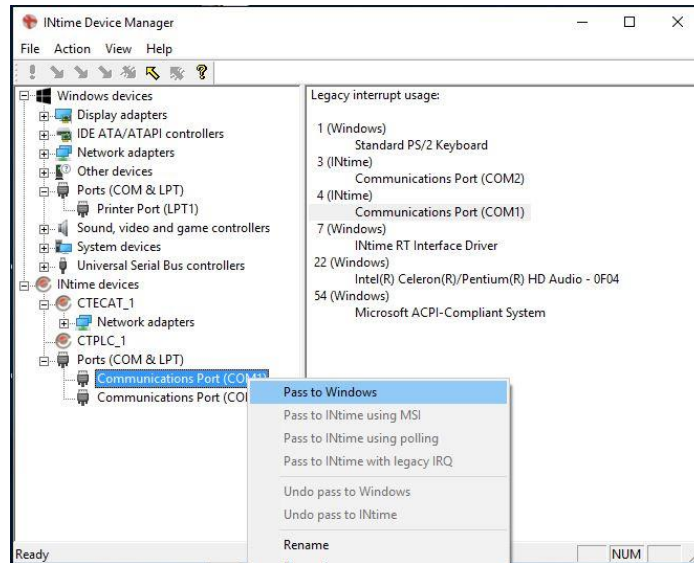 INtime Device Manager
File Action View Help
Windows devices
Display adapters
IDE ATA/ATAPI controllers
Network adapters
Other devices
Ports (COM & LPT)
Printer Port (LPT1)
Sound, video and game controllers
System devices
Universal Serial Bus controllers
INtime devices
CTECAT_1
Network adapters
CTPLC_1
Ports (COM & LPT)
Communications Port (COM1)
Communications Port (CO
Legacy interrupt usage:
1 (Windows)
Standard PS/2 Keyboard
3 (INtime)
Communications Port (COM2)
4 (INtime)
Communications Port (COM1)
7 (Windows)
INtime RT Interface Driver
22 (Windows)
Intel(R) Celeron(R)/Pentium(R) HD Audio - 0F04
54 (Windows)
Microsoft ACPI-Compliant System
Pass to Windows
Pass to INtime using MSI
Pass to INtime using polling
Pass to INtime with legacy IRQ
Undo pass to Windows
Undo pass to INtime
Rename
Ready
NUM